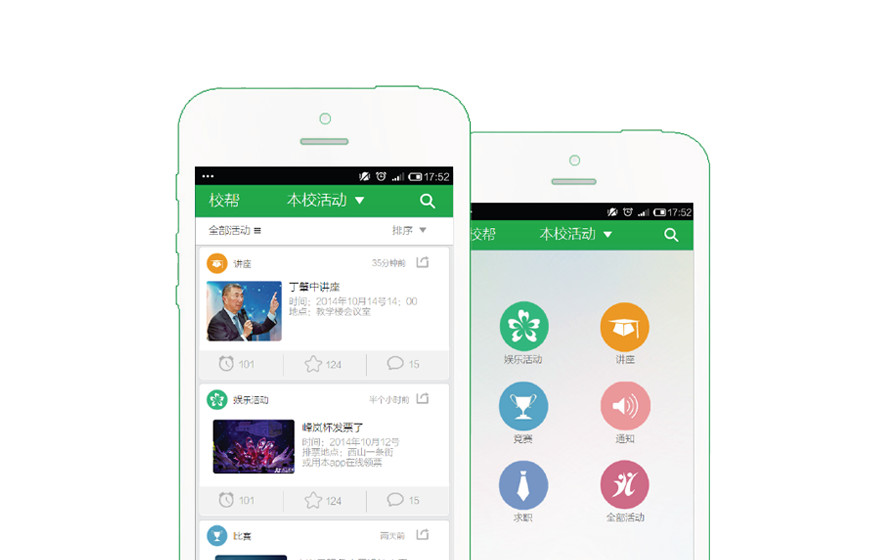 17:52
校帮 本校活动
全部活动 排序
讲座 35分钟前
丁肇中讲座
时间：2014年10月14号14：00
地点：教学楼会议室
101 124 15
娱乐活动 半个小时前
峰岚杯发票了
时间：2014年10月12号
排票地点：西山一条街
或用本app在线领票
101 124 15
比赛 两天前
17:52
校帮 本校活动
娱乐活动 讲座
竞赛 通知
求职 全部活动